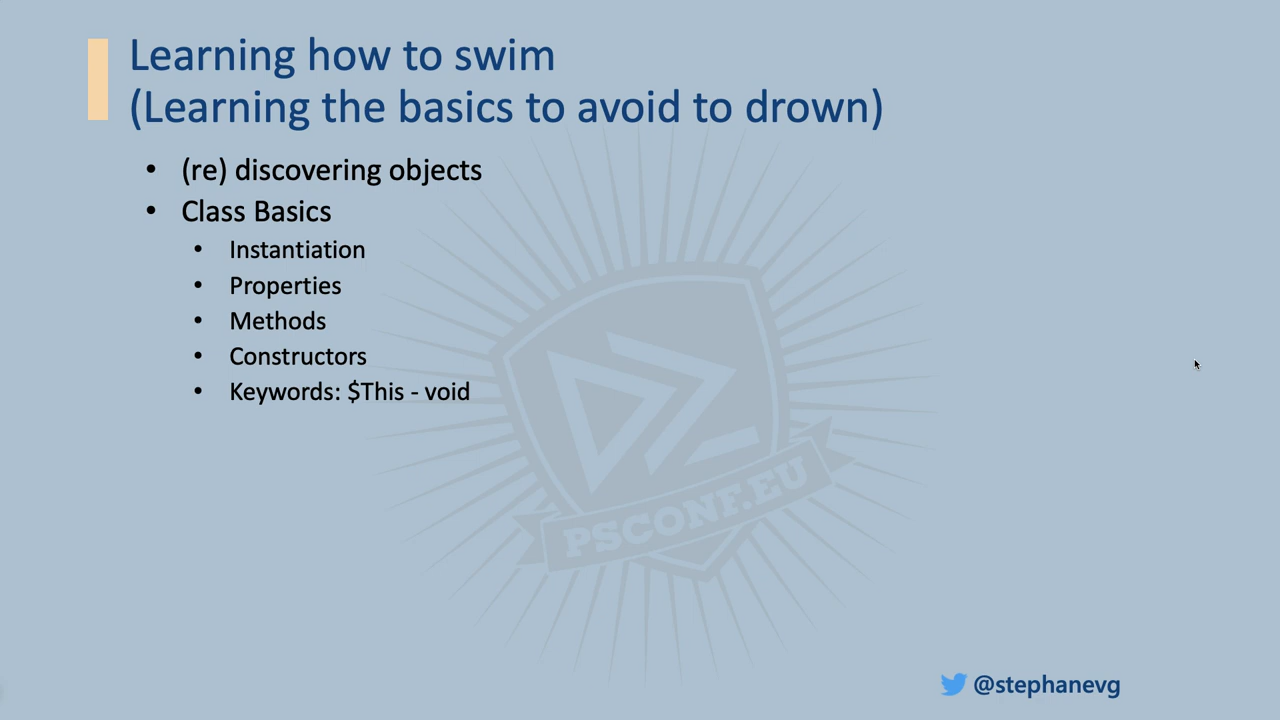 Learning how to swim
(Learning the basics to avoid to drown)
• (re) discovering objects
• Class Basics
• Instantiation
• Properties
• Methods
• Constructors
• Keywords: $This - void
PSCONF.EU
@stephanevg